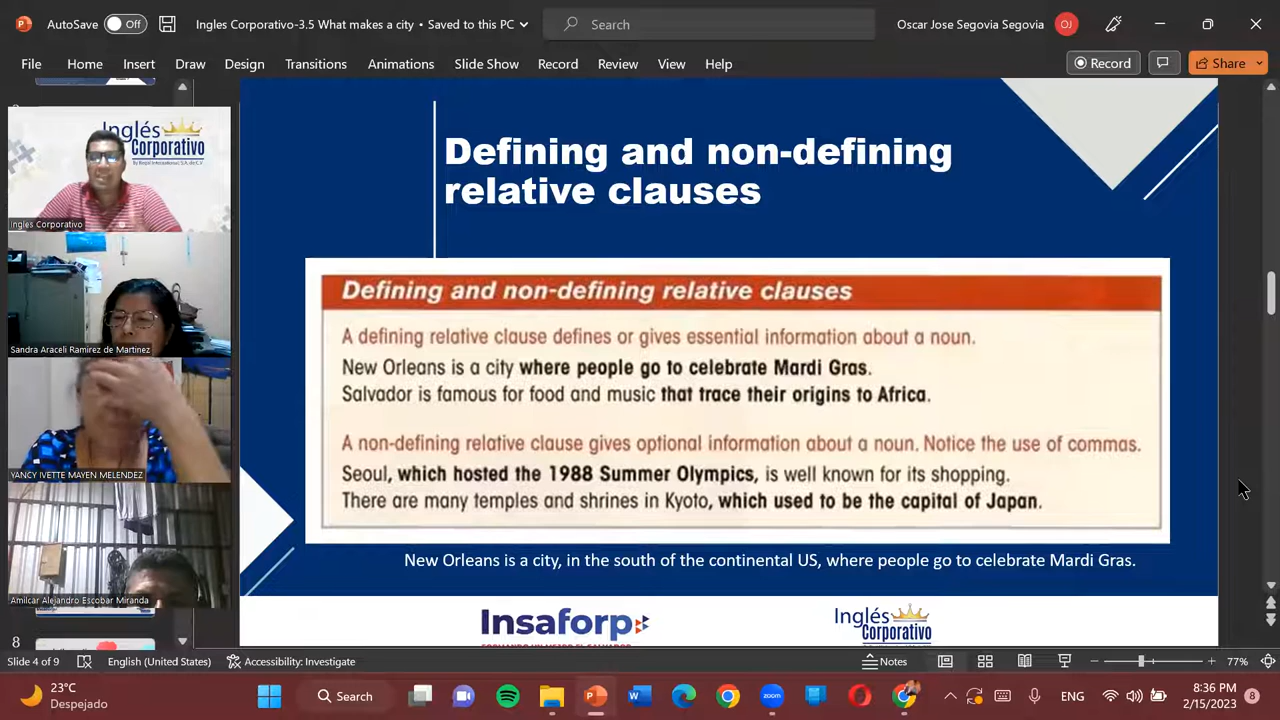 AutoSave Off Ingles Corporativo-3.5 What makes a city • Saved to this PC Search Oscar Jose Segovia Segovia OJ
File Home Insert Draw Design Transitions Animations Slide Show Record Review View Help Record Share
Inglés
Corporativo
Ingles Corporativo
Sandra Araceli Ramirez de Martinez
YANCY IVETTE MAYEN MELENDEZ
Amilcar Alejandro Escobar Miranda
8
Defining and non-defining
relative clauses
Defining and non-defining relative clauses
A defining relative clause defines or gives essential information about a noun.
New Orleans is a city where people go to celebrate Mardi Gras.
Salvador is famous for food and music that trace their origins to Africa.
A non-defining relative clause gives optional information about a noun. Notice the use of commas.
Seoul, which hosted the 1988 Summer Olympics, is well known for its shopping.
There are many temples and shrines in Kyoto, which used to be the capital of Japan.
New Orleans is a city, in the south of the continental US, where people go to celebrate Mardi Gras.
Insaforp
Inglés
Corporativo
Slide 4 of 9 English (United States) Accessibility: Investigate Notes 77%
23°C
Despejado
Search
zoom
ENG
8:36 PM
2/15/2023
8